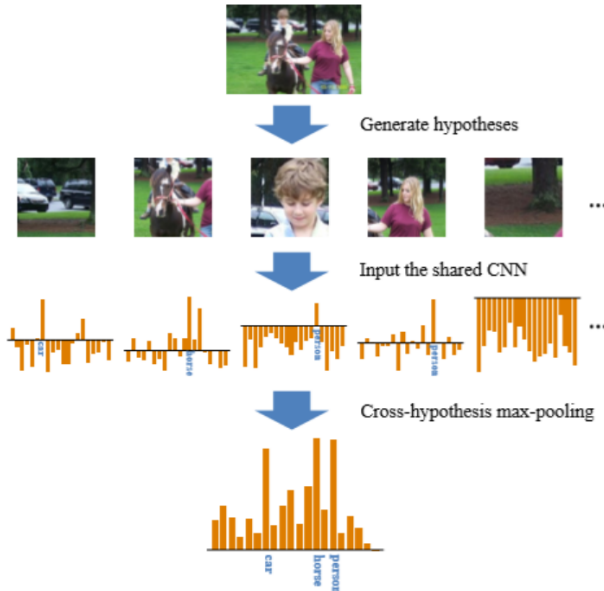 Generate hypotheses
...
Input the shared CNN
car
horse
person
person
...
Cross-hypothesis max-pooling
car
horse
person